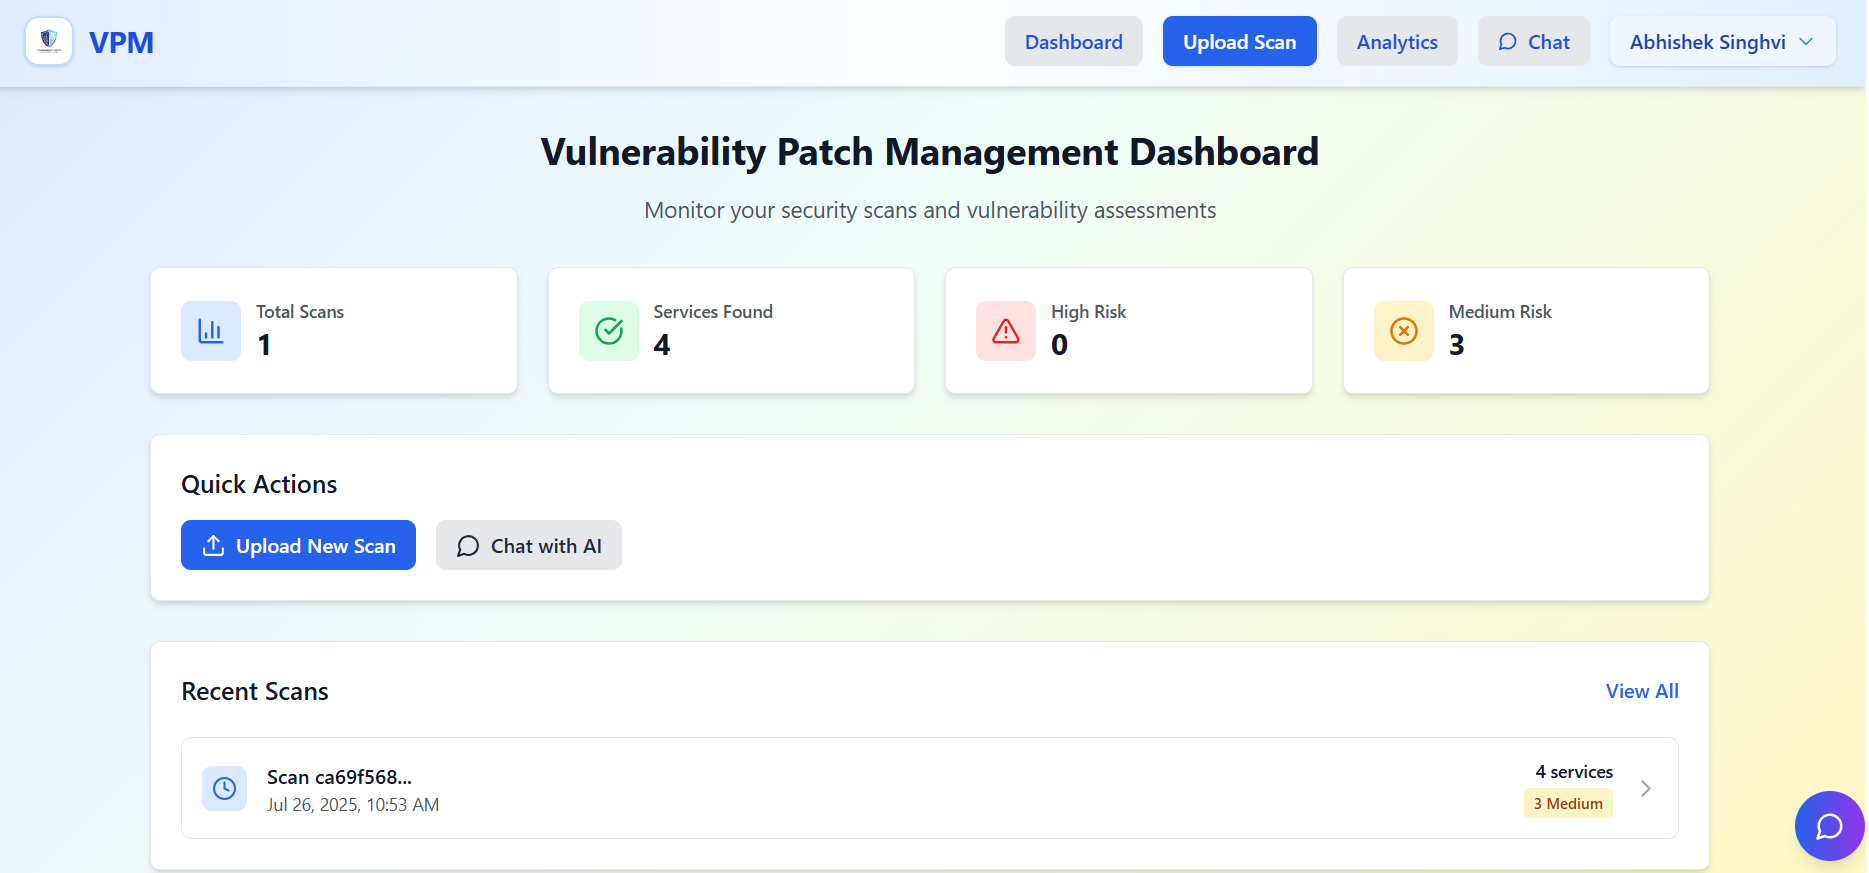 VPM
Dashboard
Upload Scan
Analytics
Chat
Abhishek Singhvi
Vulnerability Patch Management Dashboard
Monitor your security scans and vulnerability assessments
Total Scans
1
Services Found
4
High Risk
0
Medium Risk
3
Quick Actions
Upload New Scan
Chat with AI
Recent Scans
View All
Scan ca69f568...
Jul 26, 2025, 10:53 AM
4 services
3 Medium